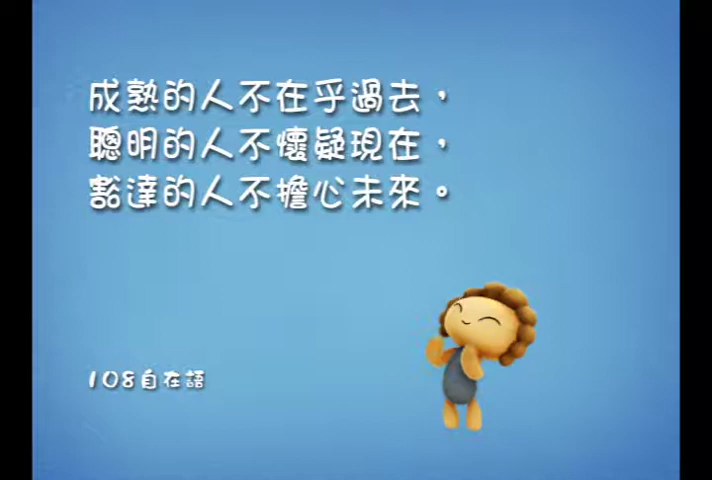 成熟的人不在乎過去，
聰明的人不懷疑現在，
豁達的人不擔心未來。
108自在語